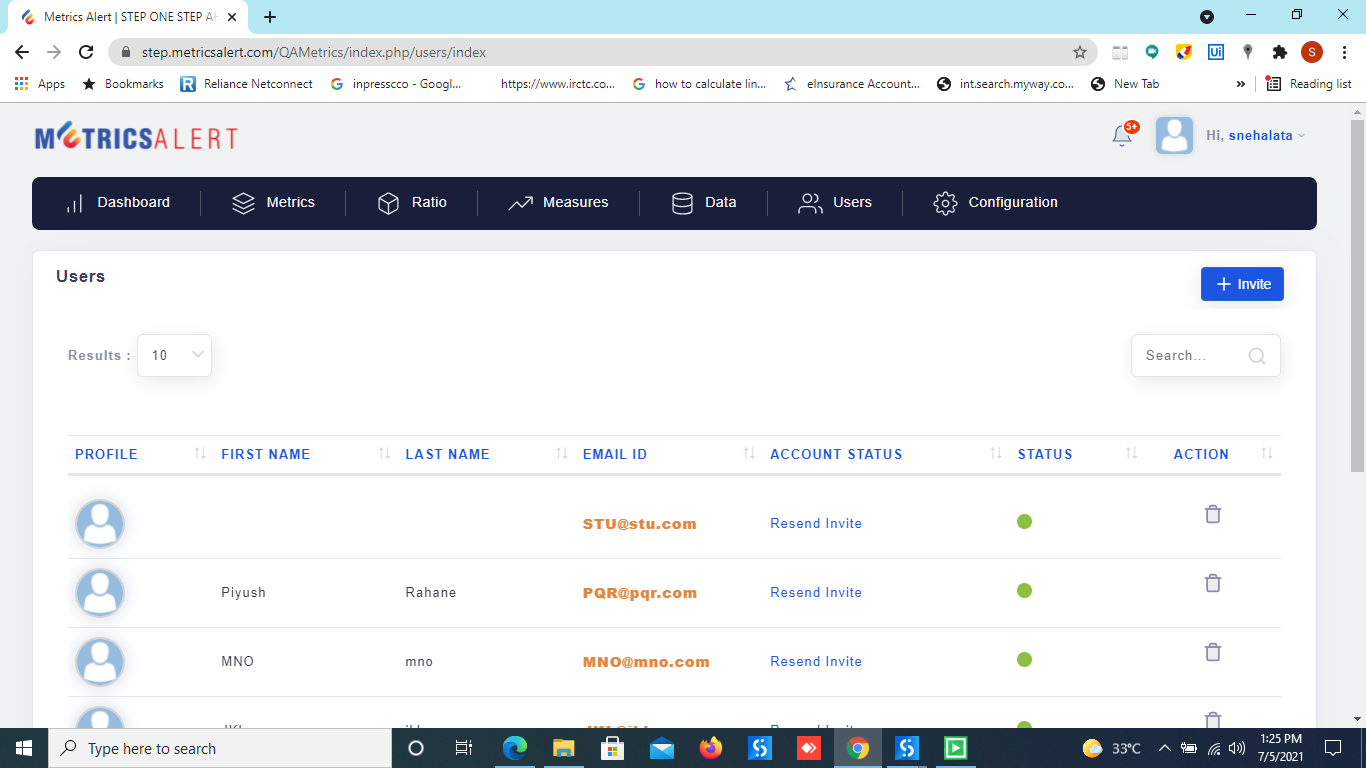 Metrics Alert | STEP ONE STEP AH
step.metricsalert.com/QAMetrics/index.php/users/index
S
Apps Bookmarks Reliance Netconnect inpresscco - Googl... https://www.irctc.co... how to calculate lin... eInsurance Account... int.search.myway.co... New Tab » Reading list
METRICSALERT
5+
Hi, snehalata
Dashboard Metrics Ratio Measures Data Users Configuration
Users
+ Invite
Results : 10 Search...
PROFILE FIRST NAME LAST NAME EMAIL ID ACCOUNT STATUS STATUS ACTION
STU@stu.com Resend Invite
Piyush Rahane PQR@pqr.com Resend Invite
MNO mno MNO@mno.com Resend Invite
Type here to search
33°C
1:25 PM
7/5/2021